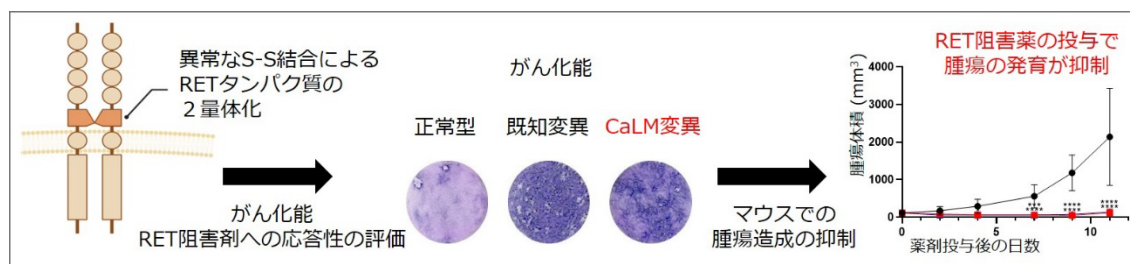 異常なS-S結合による
RETタンパク質の
２量体化
がん化能
RET阻害剤への応答性の評価
がん化能
正常型
既知変異
CaLM変異
マウスでの
腫瘍造成の抑制
RET阻害薬の投与で
腫瘍の発育が抑制
腫瘍体積 (mm³)
4000
3000
2000
1000
0
0
5
10
***
****
****
****
****
****
薬剤投与後の日数